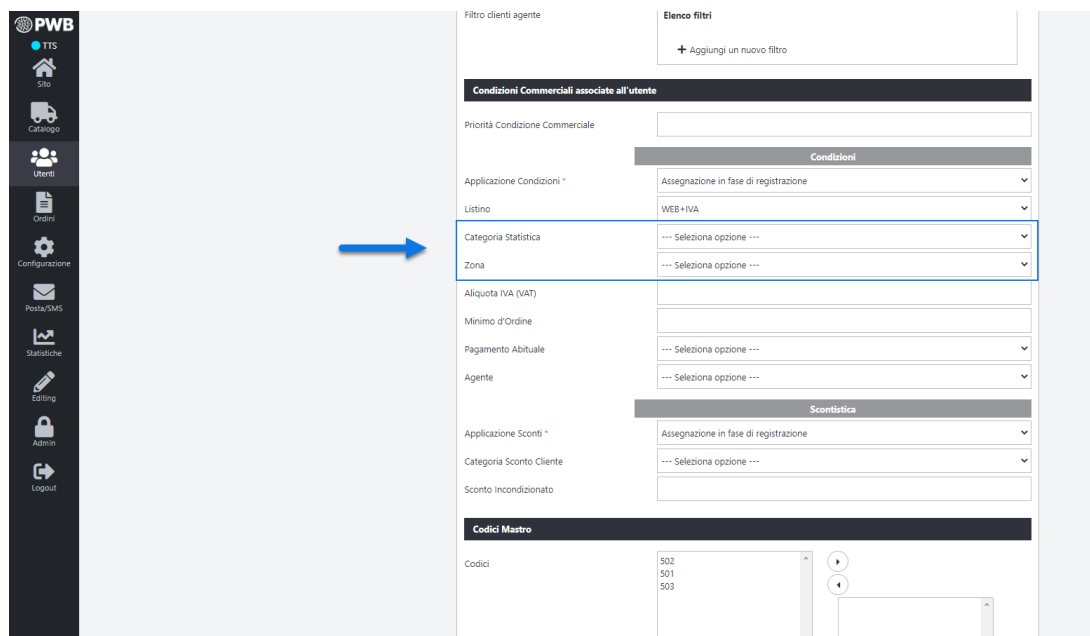 PWB
TTS
Sito
Catalogo
Utenti
Ordini
Configurazione
Posta/SMS
Statistiche
Editing
Admin
Logout
Filtro clienti agente
Elenco filtri
+ Aggiungi un nuovo filtro
Condizioni Commerciali associate all'utente
Priorità Condizione Commerciale
Condizioni
Applicazione Condizioni * Assegnazione in fase di registrazione
Listino WEB+IVA
Categoria Statistica --- Seleziona opzione ---
Zona --- Seleziona opzione ---
Aliquota IVA (VAT)
Minimo d'Ordine
Pagamento Abituale --- Seleziona opzione ---
Agente --- Seleziona opzione ---
Scontistica
Applicazione Sconti * Assegnazione in fase di registrazione
Categoria Sconto Cliente --- Seleziona opzione ---
Sconto Incondizionato
Codici Mastro
Codici
502
501
503